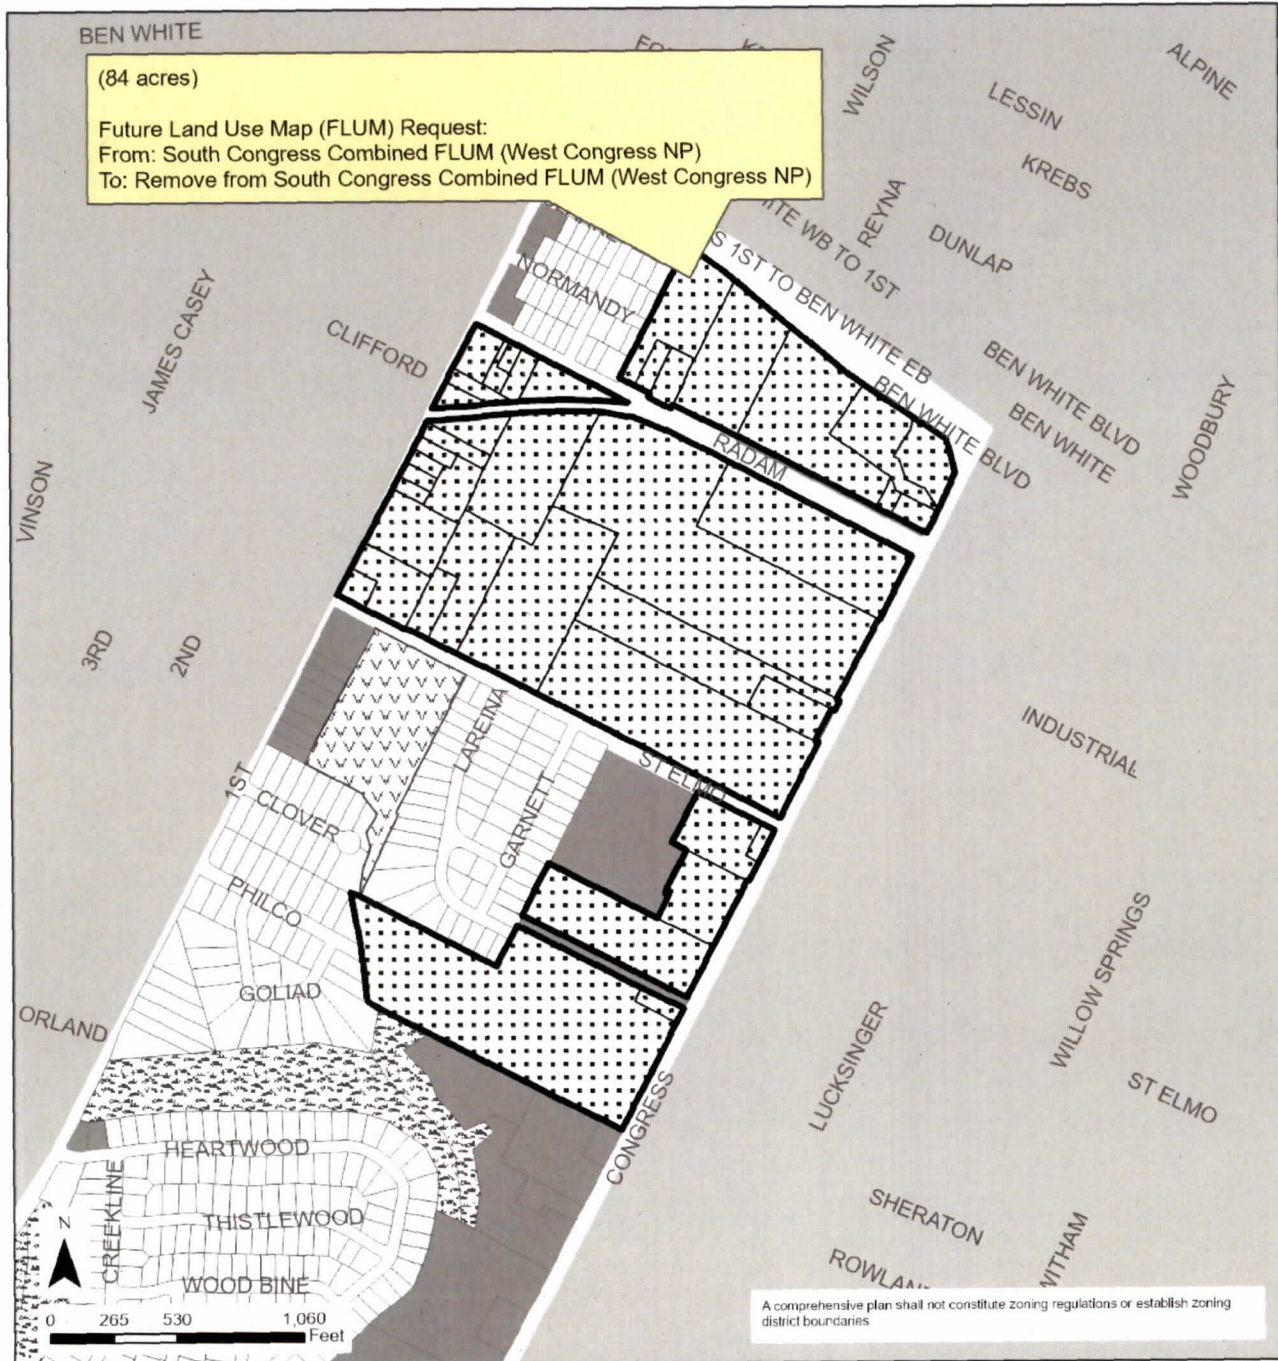 BEN WHITE
(84 acres)
Future Land Use Map (FLUM) Request:
From: South Congress Combined FLUM (West Congress NP)
To: Remove from South Congress Combined FLUM (West Congress NP)
WILSON
LESSIN
ALPINE
KREBS
REYNA
DUNLAP
WB TO 1ST
S 1ST TO BEN WHITE EB
NORMANDY
JAMES CASEY
CLIFFORD
BEN WHITE BLVD
BEN WHITE BLVD
BEN WHITE
WOODBURY
RADAM
VINSON
3RD
2ND
LAREINA
INDUSTRIAL
ST ELMO
1ST
CLOVER
GARNETT
PHILCO
GOLIAD
ORLAND
WILLOW SPRINGS
LUCKSINGER
ST ELMO
CONGRESS
HEARTWOOD
CREEKLINE
THISTLEWOOD
WOOD BINE
SHERATON
WITHAM
N
0 265 530 1,060
Feet
A comprehensive plan shall not constitute zoning regulations or establish zoning
district boundaries